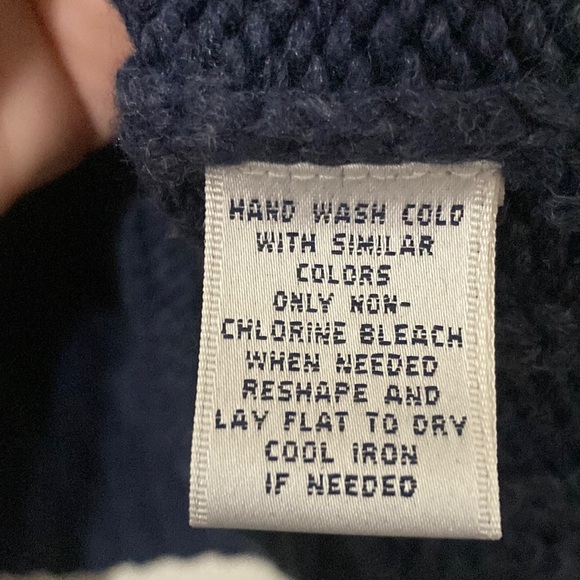 HAND WASH COLD
WITH SIMILAR
COLORS
ONLY NON-
CHLORINE BLEACH
WHEN NEEDED
RESHAPE AND
LAY FLAT TO DRY
COOL IRON
IF NEEDED